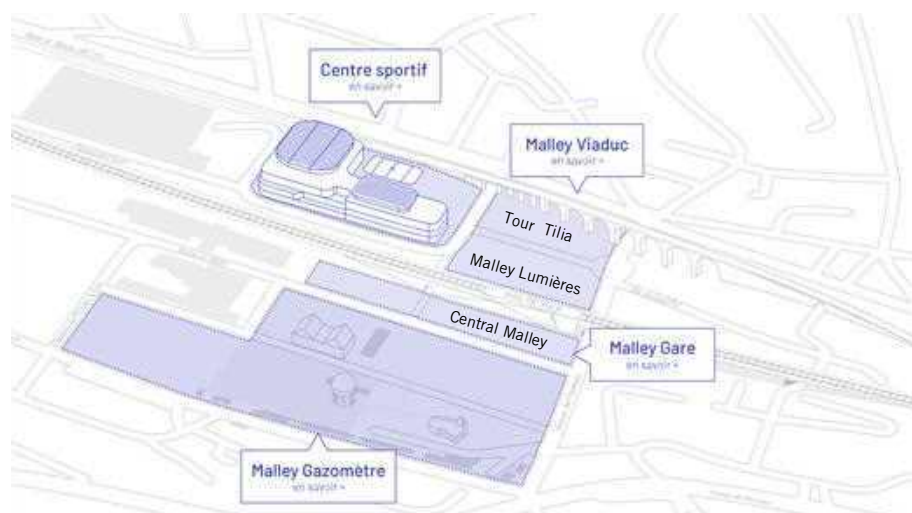 Centre sportif
en savoir +
Malley Viaduc
en savoir +
Tour Tilia
Malley Lumières
Central Malley
Malley Gare
en savoir +
Malley Gazomètre
en savoir +